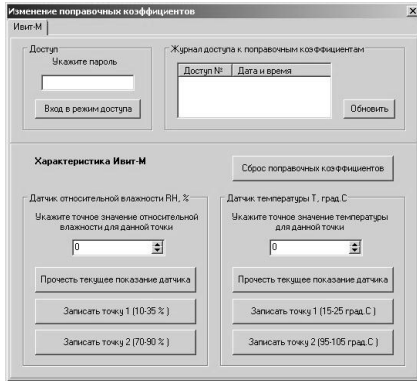 Изменение поправочных коэффициентов
Ивит-М
Доступ
Укажите пароль
Вход в режим доступа
Журнал доступа к поправочным коэффициентам
Доступ № Дата и время
Обновить
Характеристика Ивит-М
Сброс поправочных коэффициентов
Датчик относительной влажности RH, %
Укажите точное значение относительной
влажности для данной точки
0
Прочесть текущее показание датчика
Записать точку 1 (10-35 % )
Записать точку 2 (70-90 % )
Датчик температуры Т, град.С
Укажите точное значение температуры
для данной точки
0
Прочесть текущее показание датчика
Записать точку 1 (15-25 град.С )
Записать точку 2 (95-105 град.С )